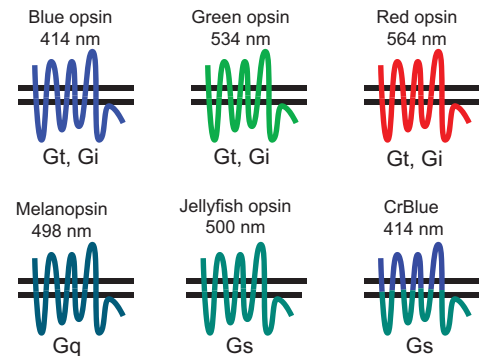 Blue opsin
414 nm
Green opsin
534 nm
Red opsin
564 nm
Gt, Gi
Gt, Gi
Gt, Gi
Melanopsin
498 nm
Jellyfish opsin
500 nm
CrBlue
414 nm
Gq
Gs
Gs